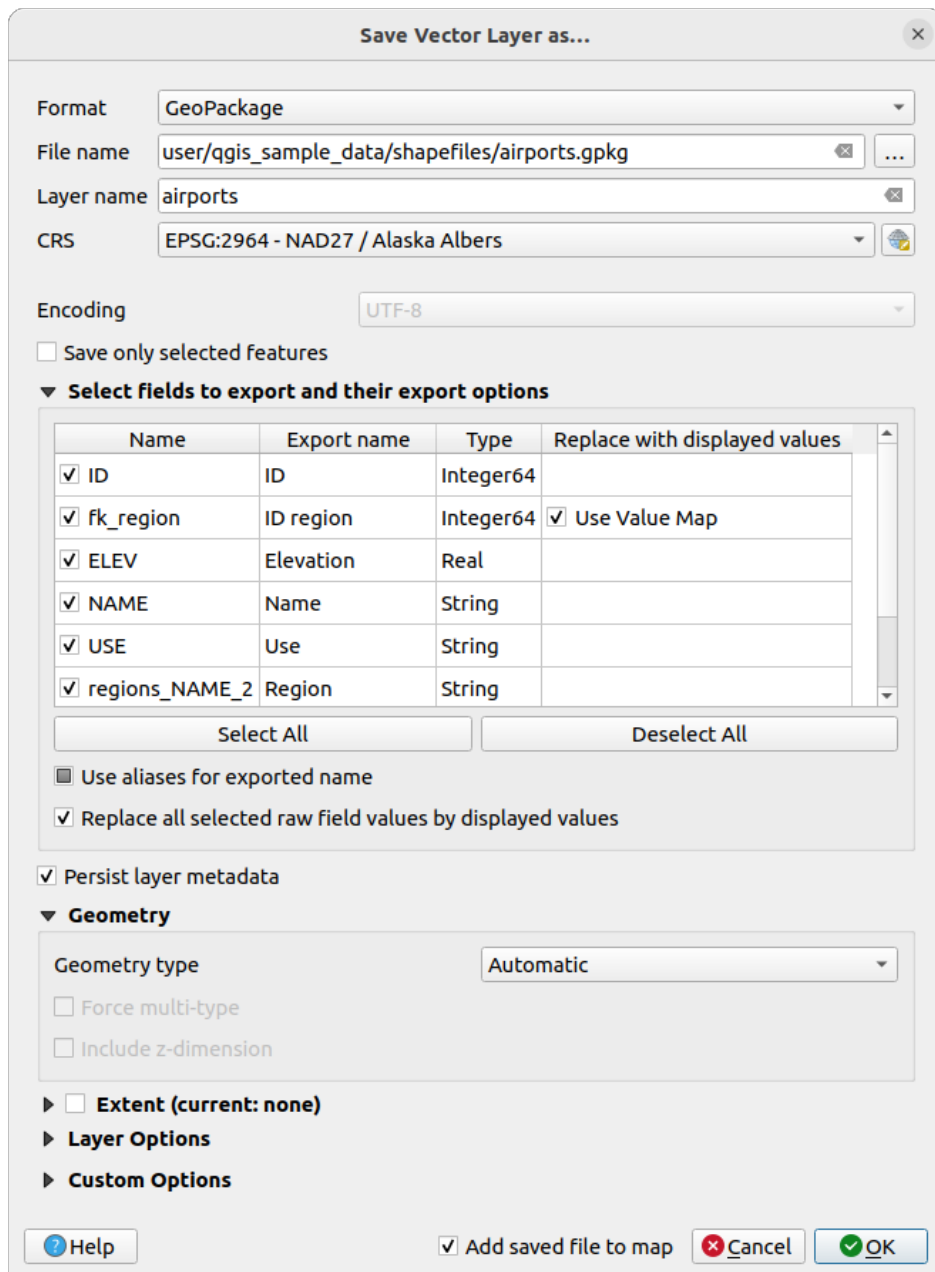 Save Vector Layer as...
Format GeoPackage
File name user/qgis_sample_data/shapefiles/airports.gpkg ...
Layer name airports
CRS EPSG:2964 - NAD27 / Alaska Albers
Encoding UTF-8
Save only selected features
Select fields to export and their export options
Name Export name Type Replace with displayed values
ID ID Integer64
fk_region ID region Integer64 Use Value Map
ELEV Elevation Real
NAME Name String
USE Use String
regions_NAME_2 Region String
Select All Deselect All
Use aliases for exported name
Replace all selected raw field values by displayed values
Persist layer metadata
Geometry
Geometry type Automatic
Force multi-type
Include z-dimension
Extent (current: none)
Layer Options
Custom Options
Help Add saved file to map Cancel OK